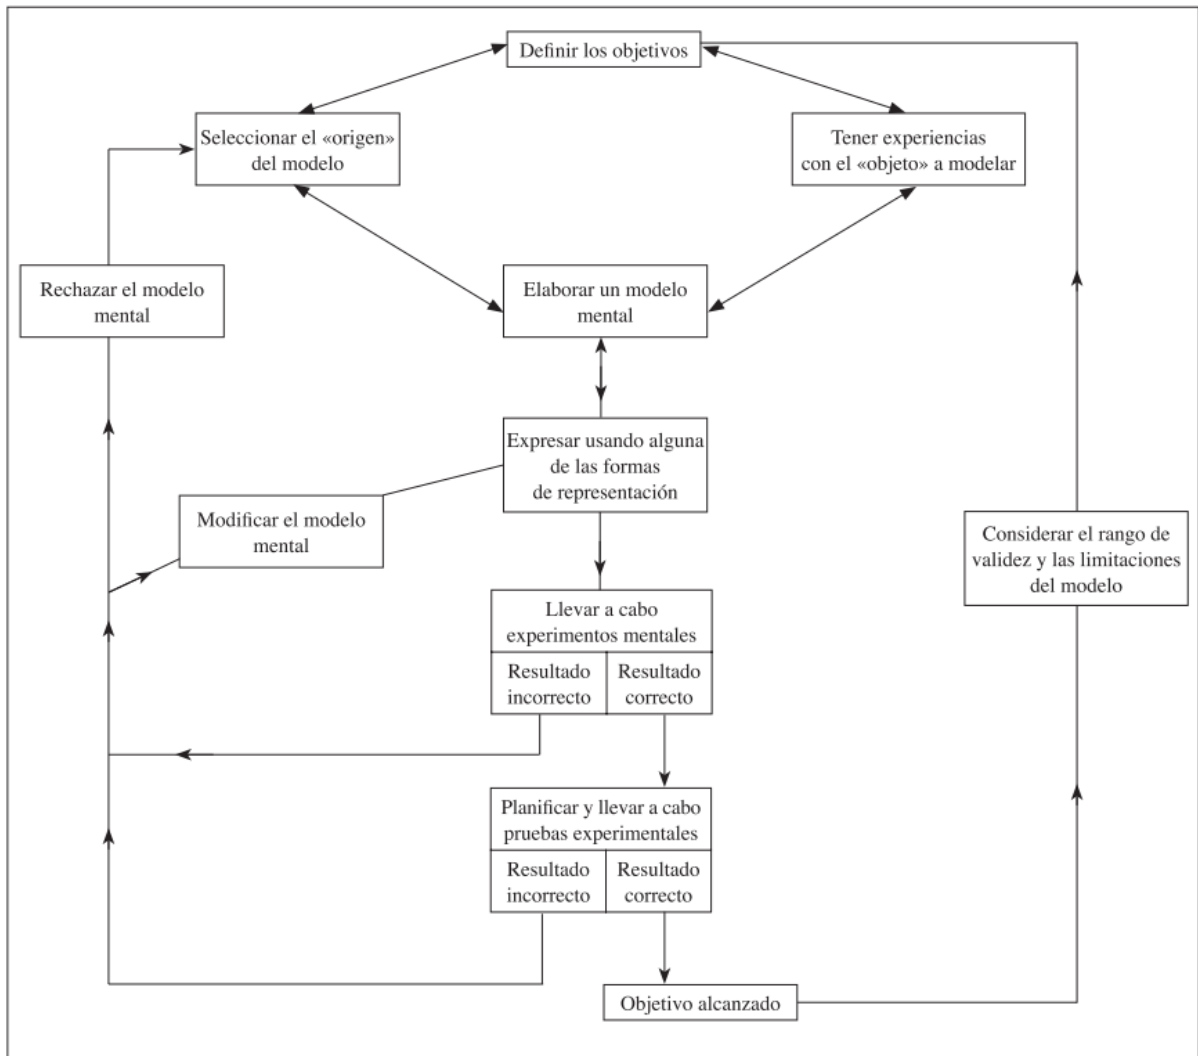 Definir los objetivos
Seleccionar el «origen»
del modelo
Tener experiencias
con el «objeto» a modelar
Rechazar el modelo
mental
Elaborar un modelo
mental
Expresar usando alguna
de las formas
de representación
Modificar el modelo
mental
Considerar el rango de
validez y las limitaciones
del modelo
Llevar a cabo
experimentos mentales
Resultado
incorrecto
Resultado
correcto
Planificar y llevar a cabo
pruebas experimentales
Resultado
incorrecto
Resultado
correcto
Objetivo alcanzado